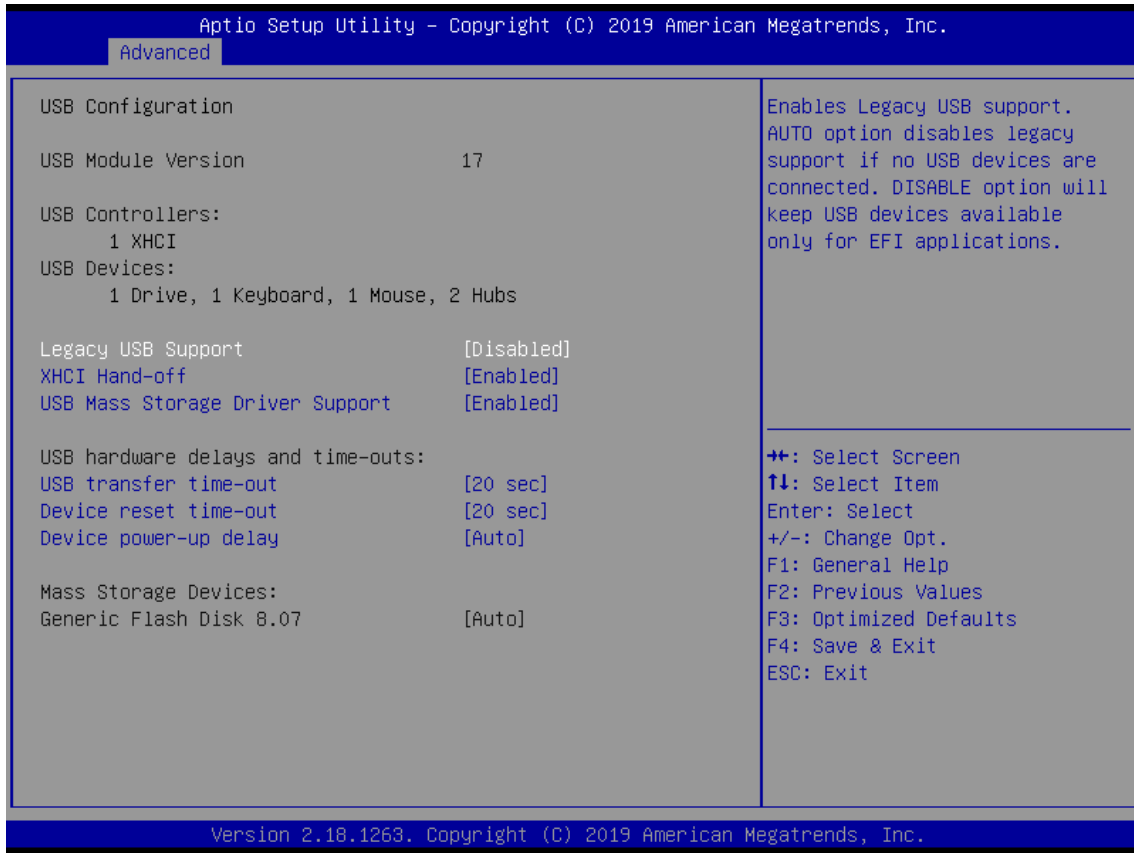 Aptio Setup Utility – Copyright (C) 2019 American Megatrends, Inc.
Advanced
USB Configuration
USB Module Version 17
USB Controllers:
1 XHCI
USB Devices:
1 Drive, 1 Keyboard, 1 Mouse, 2 Hubs
Legacy USB Support [Disabled]
XHCI Hand-off [Enabled]
USB Mass Storage Driver Support [Enabled]
USB hardware delays and time-outs:
USB transfer time-out [20 sec]
Device reset time-out [20 sec]
Device power-up delay [Auto]
Mass Storage Devices:
Generic Flash Disk 8.07 [Auto]
Enables Legacy USB support.
AUTO option disables legacy
support if no USB devices are
connected. DISABLE option will
keep USB devices available
only for EFI applications.
→←: Select Screen
↑↓: Select Item
Enter: Select
+/-: Change Opt.
F1: General Help
F2: Previous Values
F3: Optimized Defaults
F4: Save & Exit
ESC: Exit
Version 2.18.1263. Copyright (C) 2019 American Megatrends, Inc.